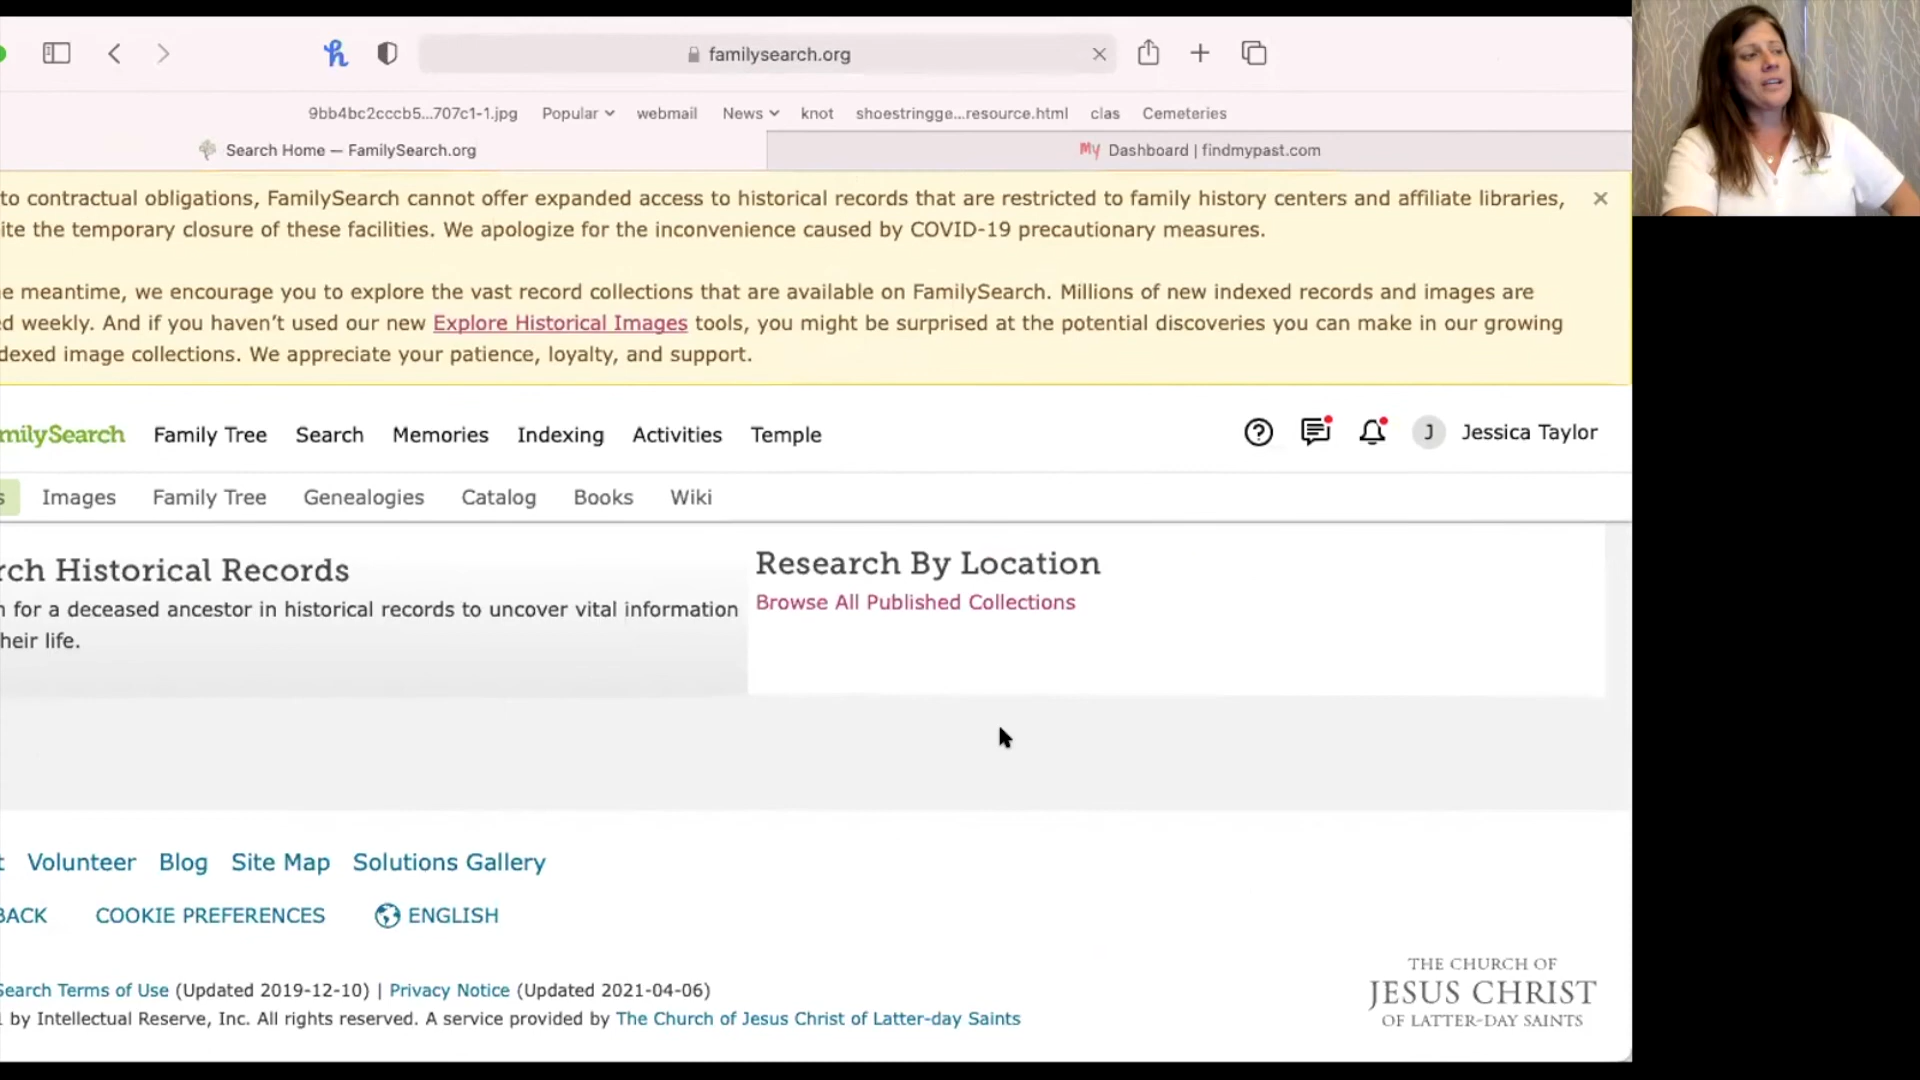 familysearch.org
9bb4bc2cccb5...707c1-1.jpg Popular webmail News knot shoestringge...resource.html clas Cemeteries
Search Home — FamilySearch.org My Dashboard | findmypast.com
to contractual obligations, FamilySearch cannot offer expanded access to historical records that are restricted to family history centers and affiliate libraries,
ite the temporary closure of these facilities. We apologize for the inconvenience caused by COVID-19 precautionary measures.
e meantime, we encourage you to explore the vast record collections that are available on FamilySearch. Millions of new indexed records and images are
d weekly. And if you haven't used our new Explore Historical Images tools, you might be surprised at the potential discoveries you can make in our growing
dexed image collections. We appreciate your patience, loyalty, and support.
milySearch Family Tree Search Memories Indexing Activities Temple J Jessica Taylor
s Images Family Tree Genealogies Catalog Books Wiki
rch Historical Records
n for a deceased ancestor in historical records to uncover vital information
heir life.
Research By Location
Browse All Published Collections
t Volunteer Blog Site Map Solutions Gallery
BACK COOKIE PREFERENCES ENGLISH
Search Terms of Use (Updated 2019-12-10) | Privacy Notice (Updated 2021-04-06)
1 by Intellectual Reserve, Inc. All rights reserved. A service provided by The Church of Jesus Christ of Latter-day Saints
THE CHURCH OF
JESUS CHRIST
OF LATTER-DAY SAINTS